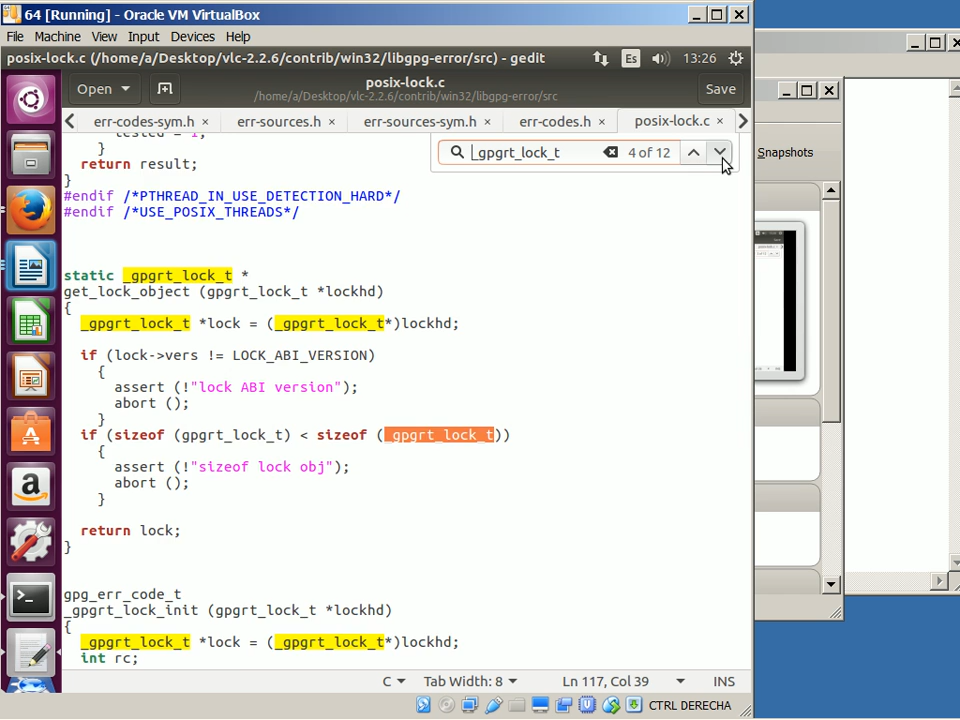 64 [Running] - Oracle VM VirtualBox
File Machine View Input Devices Help
posix-lock.c (/home/a/Desktop/vlc-2.2.6/contrib/win32/libgpg-error/src) - gedit
Es
13:26
Open
posix-lock.c
/home/a/Desktop/vlc-2.2.6/contrib/win32/libgpg-error/src
Save
err-codes-sym.h × err-sources.h × err-sources-sym.h × err-codes.h × posix-lock.c ×
_gpgrt_lock_t 4 of 12
Snapshots
tested = 1;
}
return result;
}
#endif /*PTHREAD_IN_USE_DETECTION_HARD*/
#endif /*USE_POSIX_THREADS*/
static _gpgrt_lock_t *
get_lock_object (gpgrt_lock_t *lockhd)
{
_gpgrt_lock_t *lock = (_gpgrt_lock_t*)lockhd;
if (lock->vers != LOCK_ABI_VERSION)
{
assert (!"lock ABI version");
abort ();
}
if (sizeof (gpgrt_lock_t) < sizeof (_gpgrt_lock_t))
{
assert (!"sizeof lock obj");
abort ();
}
return lock;
}
gpg_err_code_t
_gpgrt_lock_init (gpgrt_lock_t *lockhd)
{
_gpgrt_lock_t *lock = (_gpgrt_lock_t*)lockhd;
int rc;
C Tab Width: 8 Ln 117, Col 39 INS
CTRL DERECHA